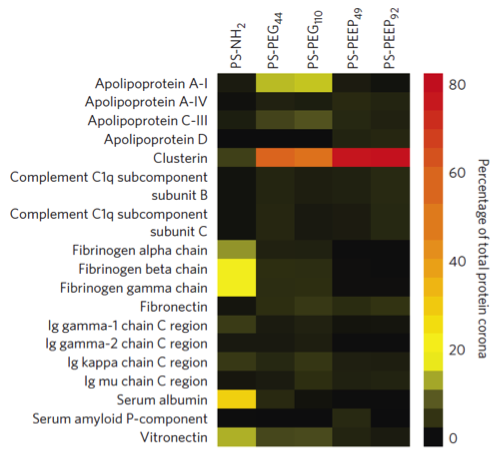 PS-NH2
PS-PEG44
PS-PEG110
PS-PEEP49
PS-PEEP92
Apolipoprotein A-I
Apolipoprotein A-IV
Apolipoprotein C-III
Apolipoprotein D
Clusterin
Complement C1q subcomponent
subunit B
Complement C1q subcomponent
subunit C
Fibrinogen alpha chain
Fibrinogen beta chain
Fibrinogen gamma chain
Fibronectin
Ig gamma-1 chain C region
Ig gamma-2 chain C region
Ig kappa chain C region
Ig mu chain C region
Serum albumin
Serum amyloid P-component
Vitronectin
80
60
40
20
0
Percentage of total protein corona